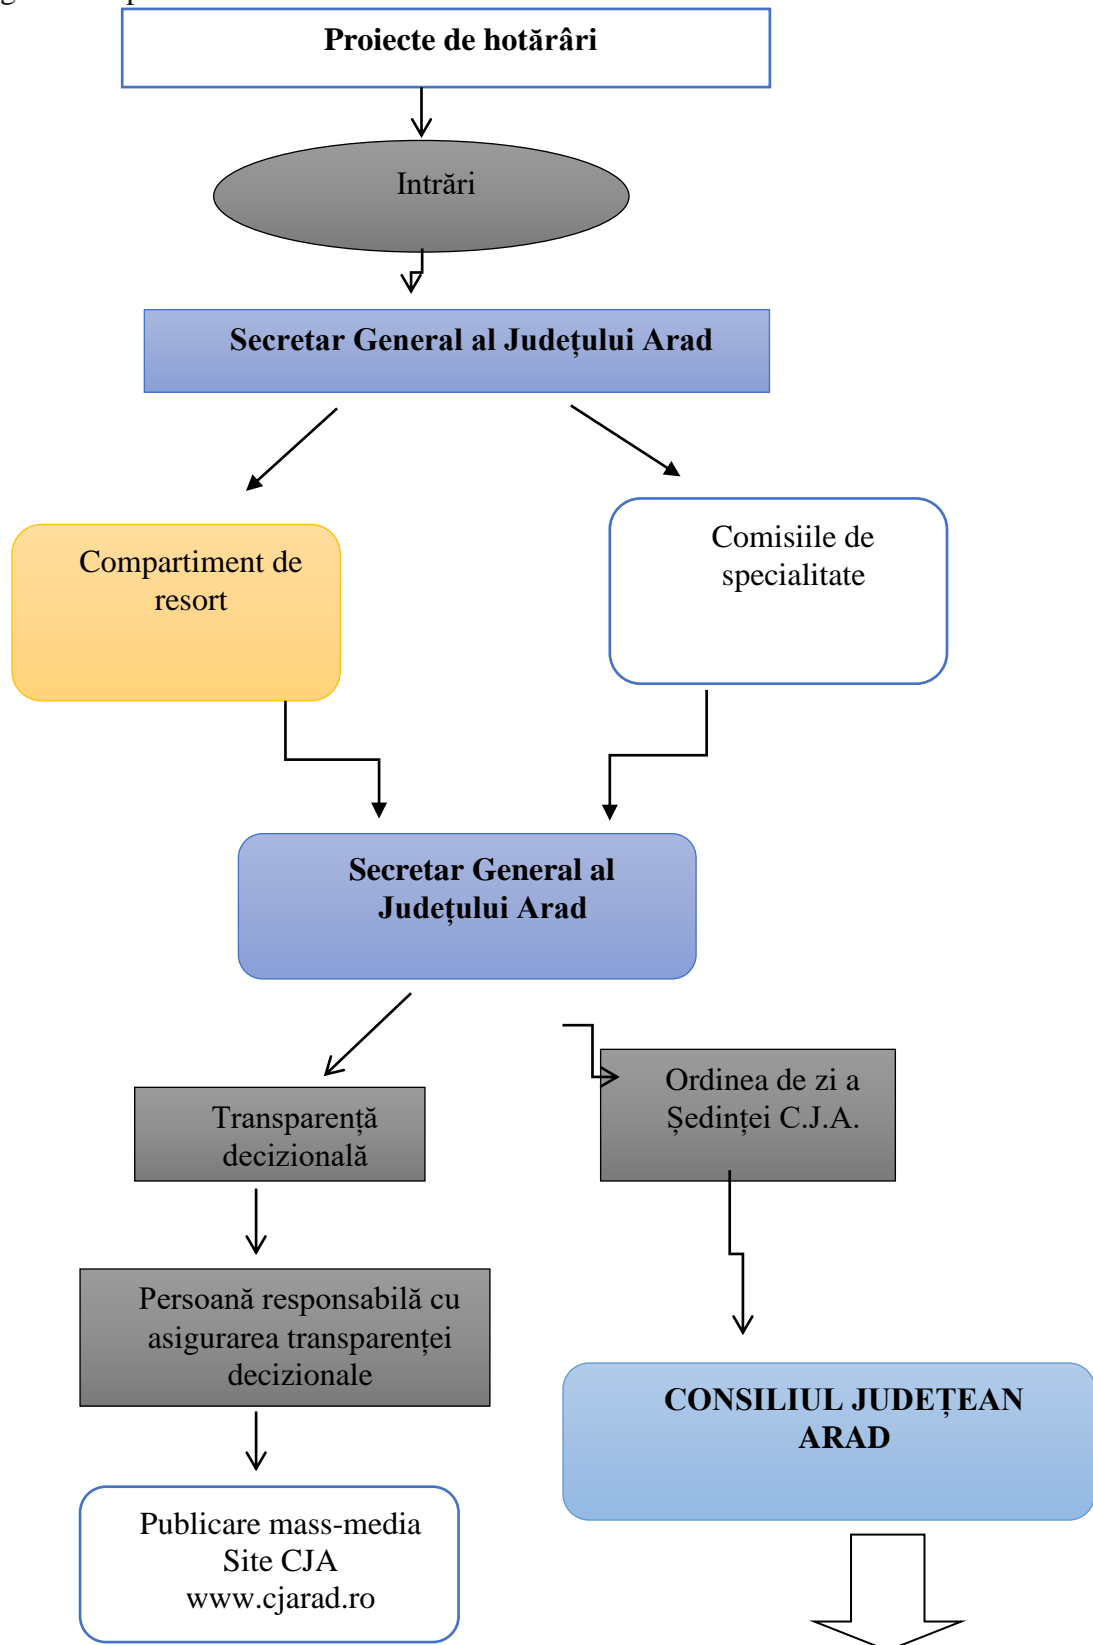 Proiecte de hotărâri
Intrări
Secretar General al Județului Arad
Compartiment de
resort
Comisiile de
specialitate
Secretar General al
Județului Arad
Transparență
decizională
Ordinea de zi a
Ședinței C.J.A.
Persoană responsabilă cu
asigurarea transparenței
decizionale
CONSILIUL JUDEȚEAN
ARAD
Publicare mass-media
Site CJA
www.cjarad.ro